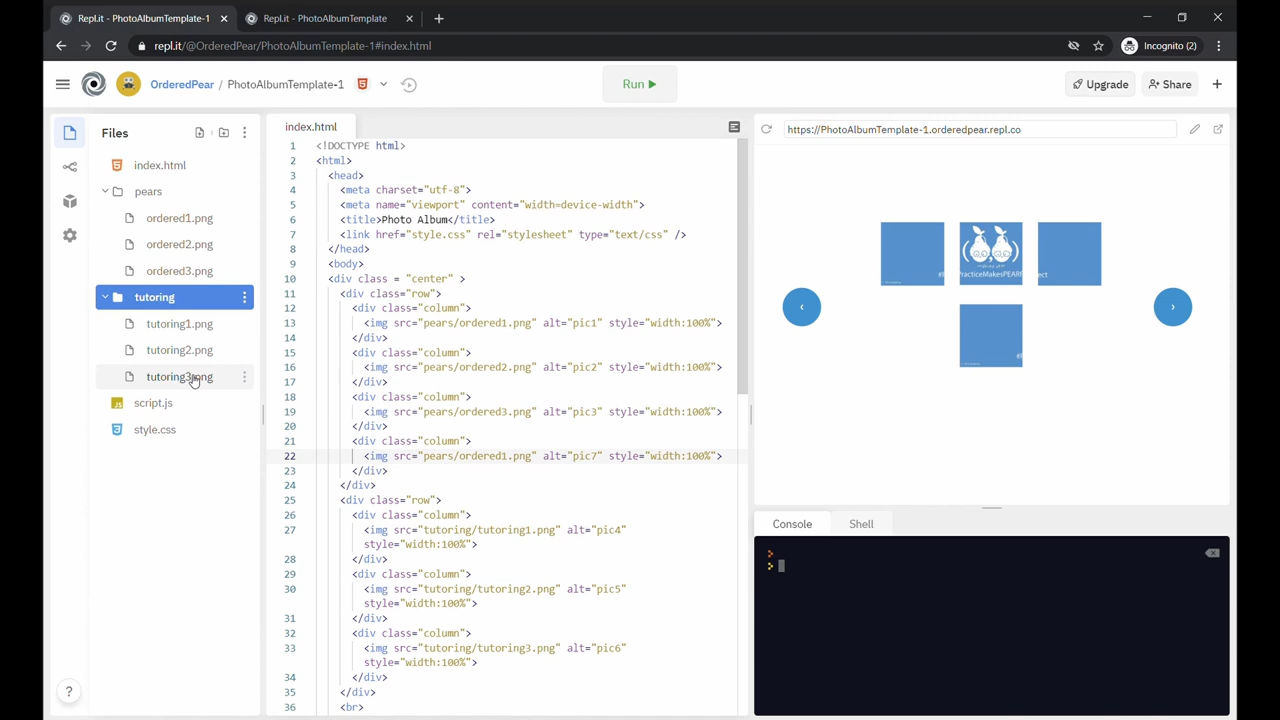 Repl.it - PhotoAlbumTemplate-1
Repl.it - PhotoAlbumTemplate
repl.it/@OrderedPear/PhotoAlbumTemplate-1#index.html
Incognito (2)
OrderedPear / PhotoAlbumTemplate-1
Run
Upgrade
Share
Files
index.html
pears
ordered1.png
ordered2.png
ordered3.png
tutoring
tutoring1.png
tutoring2.png
tutoring3.png
script.js
style.css
?
index.html
1 <!DOCTYPE html>
2 <html>
3 <head>
4 <meta charset="utf-8">
5 <meta name="viewport" content="width=device-width">
6 <title>Photo Album</title>
7 <link href="style.css" rel="stylesheet" type="text/css" />
8 </head>
9 <body>
10 <div class = "center" >
11 <div class="row">
12 <div class="column">
13 <img src="pears/ordered1.png" alt="pic1" style="width:100%">
14 </div>
15 <div class="column">
16 <img src="pears/ordered2.png" alt="pic2" style="width:100%">
17 </div>
18 <div class="column">
19 <img src="pears/ordered3.png" alt="pic3" style="width:100%">
20 </div>
21 <div class="column">
22 <img src="pears/ordered1.png" alt="pic7" style="width:100%">
23 </div>
24 </div>
25 <div class="row">
26 <div class="column">
27 <img src="tutoring/tutoring1.png" alt="pic4"
style="width:100%">
28 </div>
29 <div class="column">
30 <img src="tutoring/tutoring2.png" alt="pic5"
style="width:100%">
31 </div>
32 <div class="column">
33 <img src="tutoring/tutoring3.png" alt="pic6"
style="width:100%">
34 </div>
35 </div>
36 <br>
https://PhotoAlbumTemplate-1.orderedpear.repl.co
PracticeMakesPEARf
ect
Console
Shell